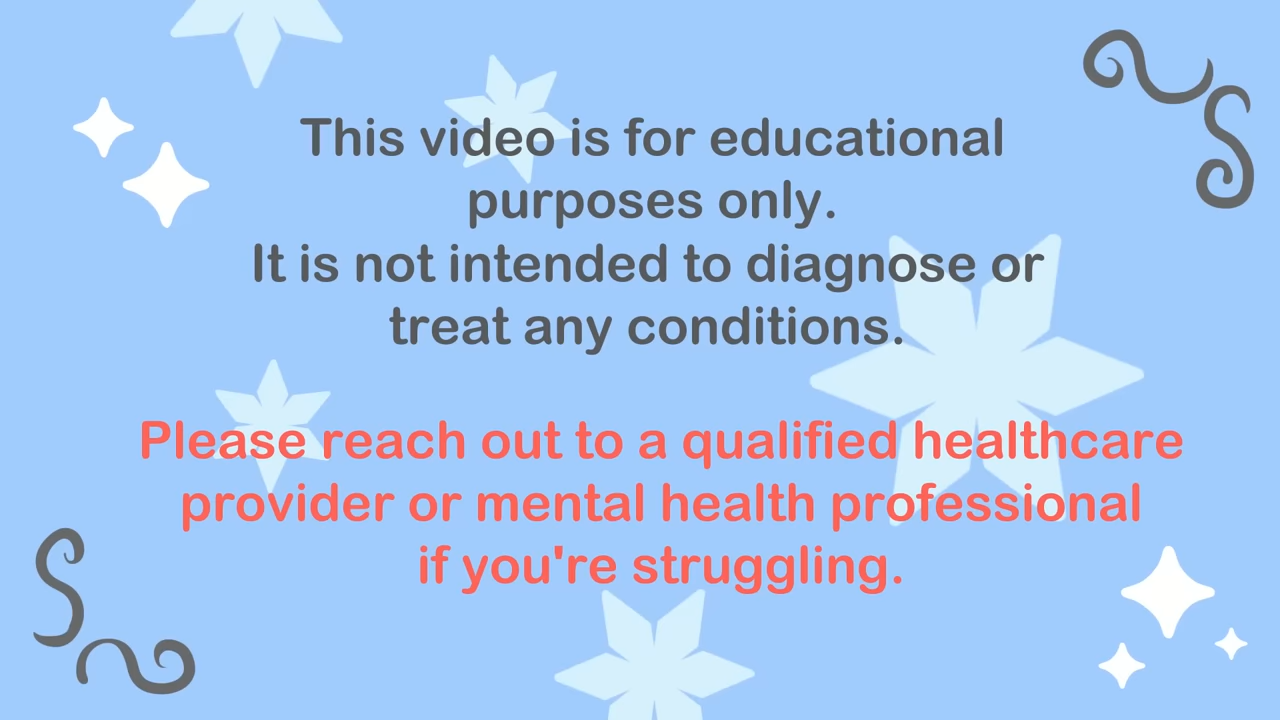 This video is for educational
purposes only.
It is not intended to diagnose or
treat any conditions.
Please reach out to a qualified healthcare
provider or mental health professional
if you're struggling.